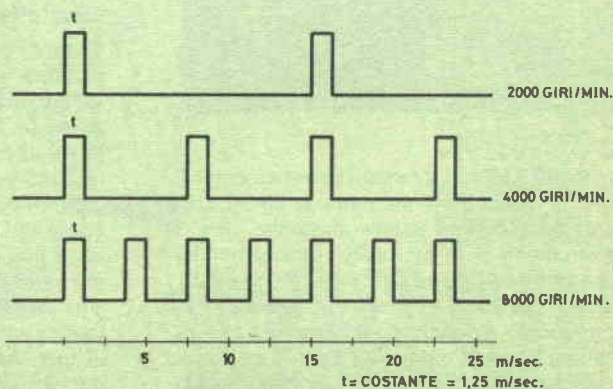 t
2000 GIRI/MIN.
t
4000 GIRI/MIN.
t
8000 GIRI/MIN.
5 10 15 20 25 m/sec.
t = COSTANTE = 1,25 m/sec.